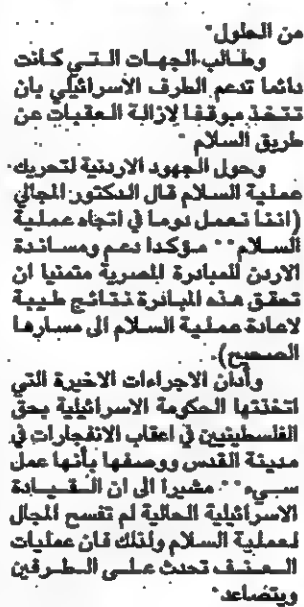 من الحلول"
وطالب الجهات التي كانت
دائما تدعم الطرف الاسرائيلي بان
تتخذ موقفا لازالة العقبات عن
طريق السلام "
وحول الجهود الاردنية لتحريك
عملية السلام قال الدكتور المجالي
(اننا نعمل دوما في اتجاه عملية
السلام" مؤكدا دعم ومساندة
الاردن للمبادرة المصرية متمنيا ان
تحقق هذه المبادرة نتائج طيبة
لاعادة عملية السلام الى مسارها
الصحيح).
وأدان الاجراءات الاخيرة التي
اتخذتها الحكومة الاسرائيلية بحق
الفلسطينيين في اعقاب الانفجارات في
مدينة القدس ووصفها بأنها عمل
سيء" مشيرا الى ان القيادة
الاسرائيلية الحالية لم تفسح المجال
لعملية السلام ولذلك فان عمليات
العنف تحدث على الطرفين
ويتضاعد"